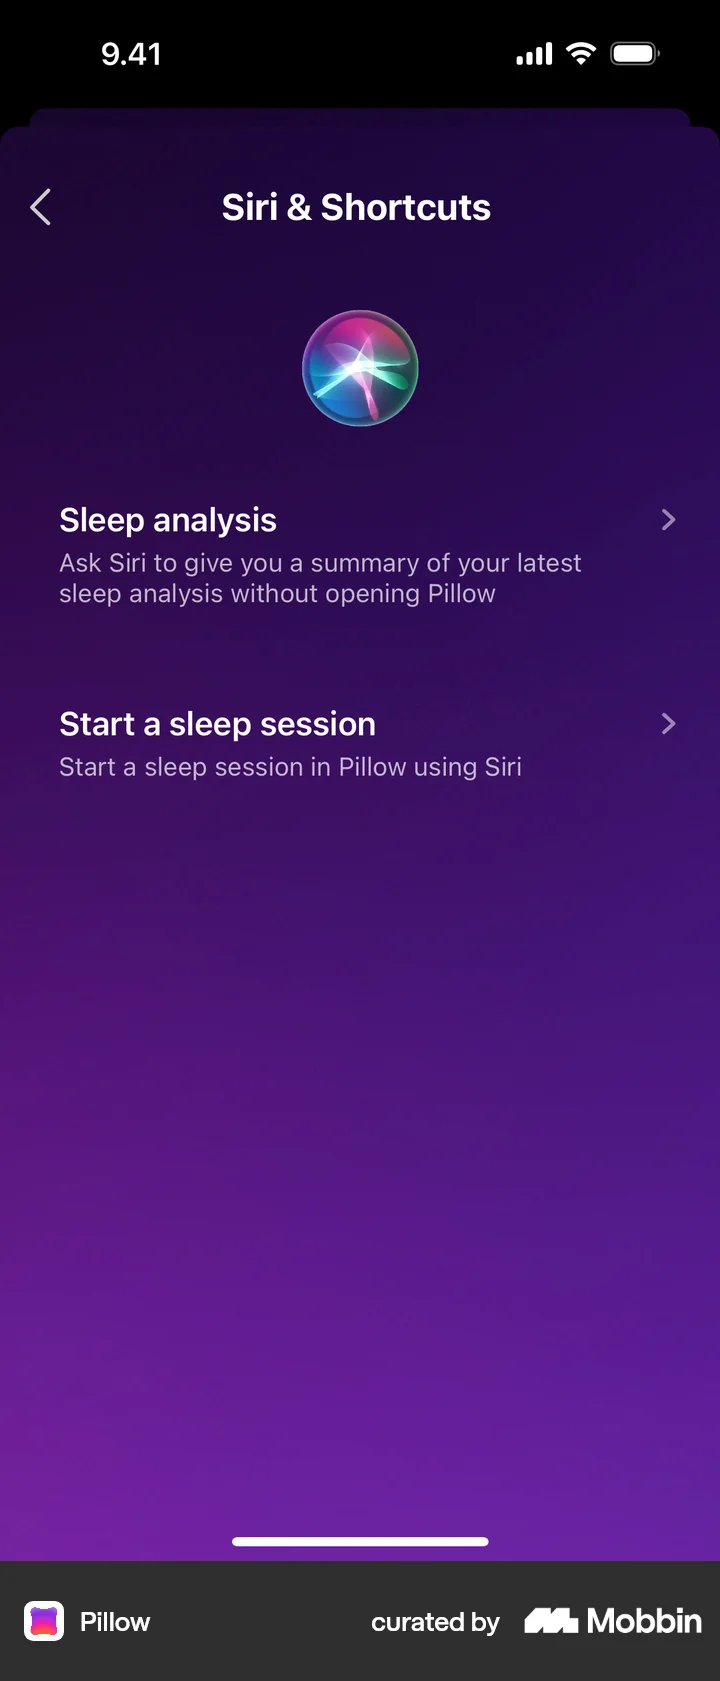 9.41
Siri & Shortcuts
Sleep analysis
Ask Siri to give you a summary of your latest
sleep analysis without opening Pillow
Start a sleep session
Start a sleep session in Pillow using Siri
Pillow
curated by Mobbin